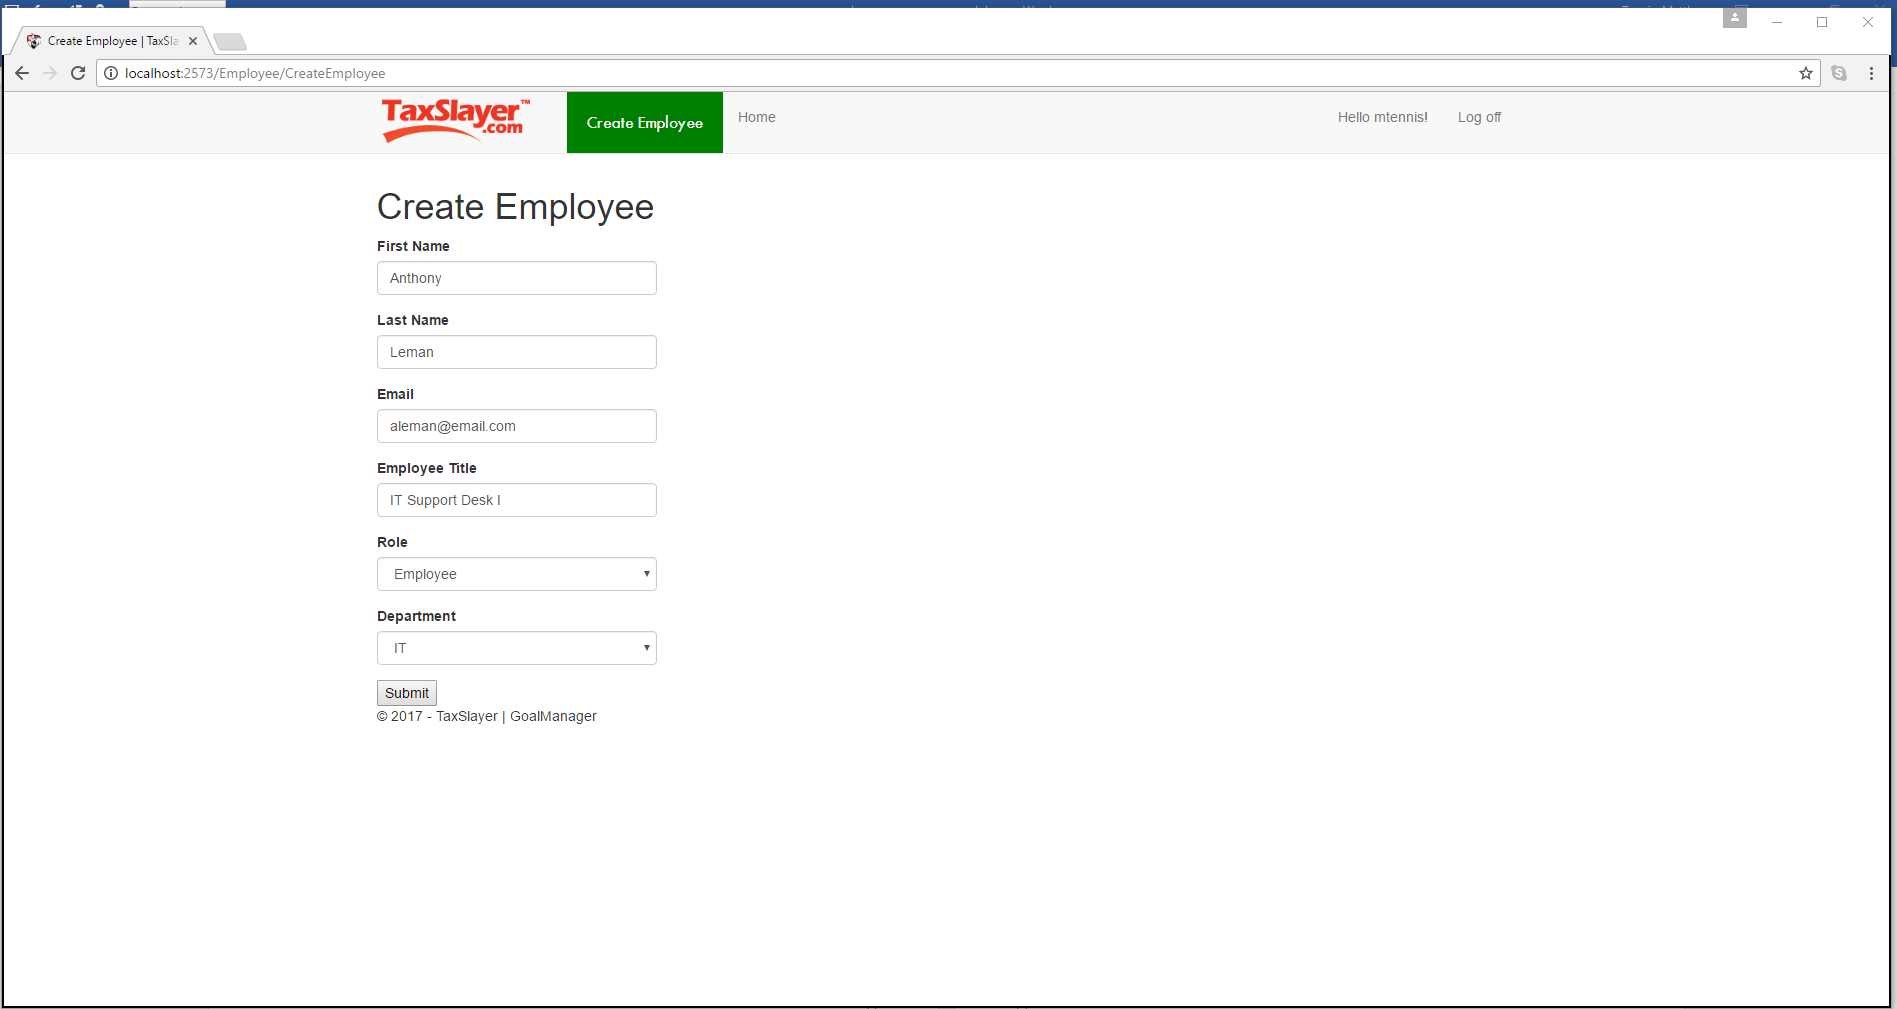 Create Employee | TaxSla
localhost:2573/Employee/CreateEmployee
TaxSlayer™
.com
Create Employee
Home
Hello mtennis!
Log off
Create Employee
First Name
Anthony
Last Name
Leman
Email
aleman@email.com
Employee Title
IT Support Desk I
Role
Employee
Department
IT
Submit
© 2017 - TaxSlayer | GoalManager